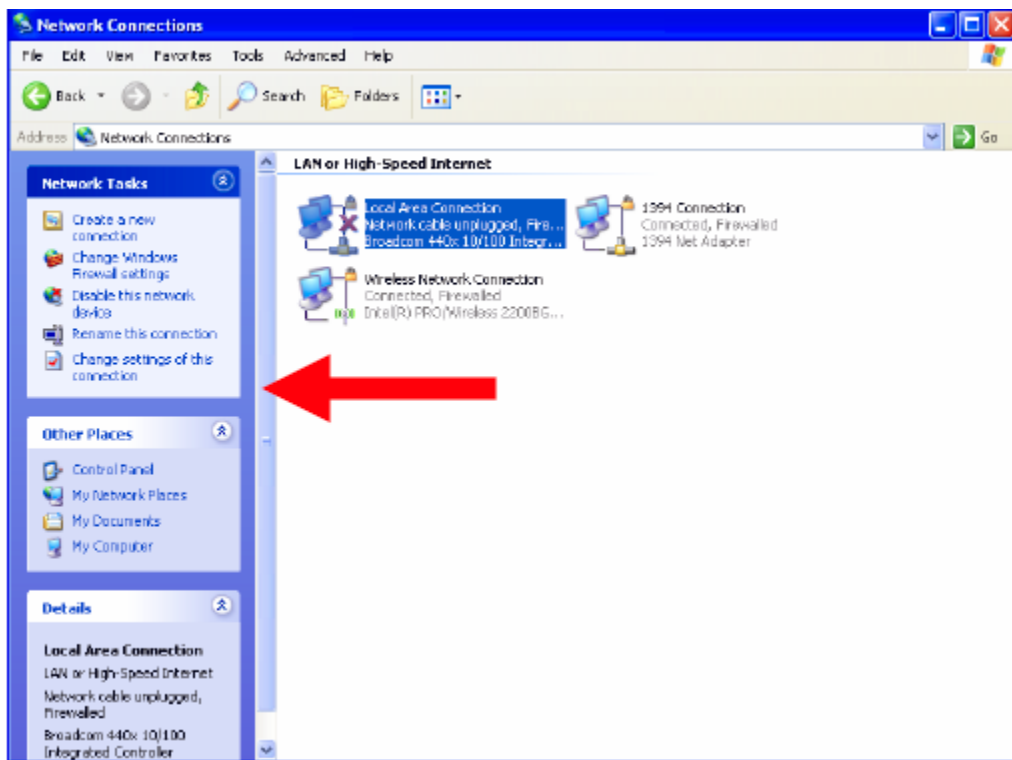 Network Connections
File Edit View Favorites Tools Advanced Help
Back Search Folders
Address Network Connections Go
Network Tasks
Create a new
connection
Change Windows
Firewall settings
Disable this network
device
Rename this connection
Change settings of this
connection
Other Places
Control Panel
My Network Places
My Documents
My Computer
Details
Local Area Connection
LAN or High-Speed Internet
Network cable unplugged,
Firewalled
Broadcom 440x 10/100
Integrated Controller
LAN or High-Speed Internet
Local Area Connection
Network cable unplugged, Fire...
Broadcom 440x 10/100 Integr...
1394 Connection
Connected, Firewalled
1394 Net Adapter
Wireless Network Connection
Connected, Firewalled
Intel(R) PRO/Wireless 2200BG...